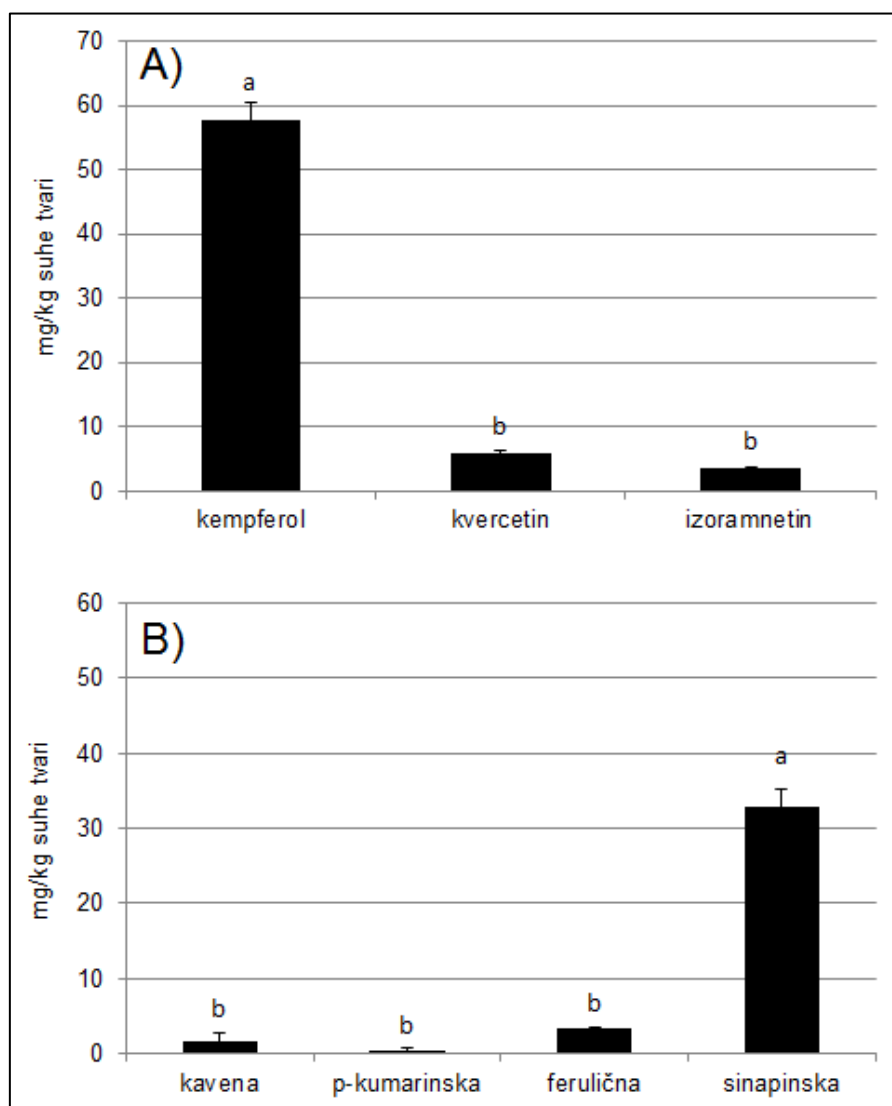 A)
mg/kg suhe tvari
70
60
50
40
30
20
10
0
a
b
b
kempferol kvercetin izoramnetin
B)
mg/kg suhe tvari
60
50
40
30
20
10
0
b
b
b
a
kavena p-kumarinska ferulična sinapinska